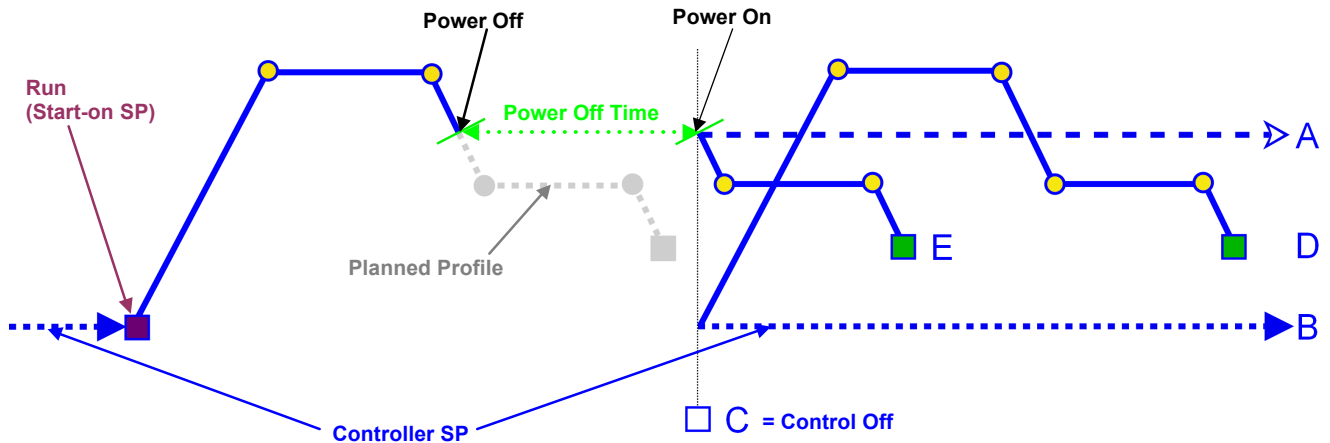 Power Off
Power On
Run
(Start-on SP)
Power Off Time
A
Planned Profile
E
D
B
C = Control Off
Controller SP